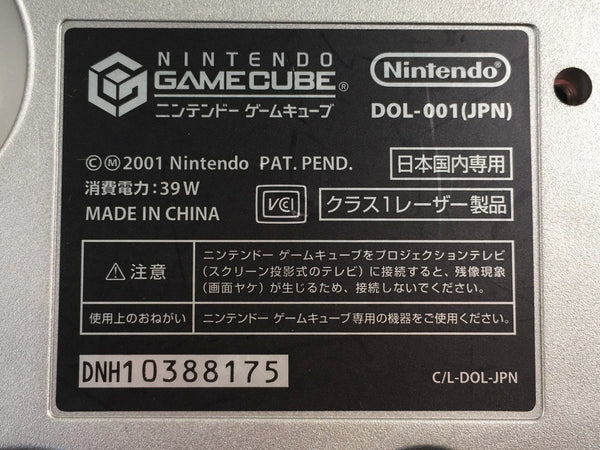 NINTENDO
GAMECUBE®
ニンテンドー ゲームキューブ
Nintendo®
DOL-001(JPN)
©Ⓜ2001 Nintendo PAT. PEND.
日本国内専用
消費電力:39W
MADE IN CHINA
VCI
クラス1レーザー製品
⚠注意
ニンテンドー ゲームキューブをプロジェクションテレビ
(スクリーン投影式のテレビ)に接続すると、残像現象
(画面ヤケ)が生じるため、接続しないでください。
使用上のおねがい
ニンテンドー ゲームキューブ専用の機器をご使用ください。
DNH10388175
C/L-DOL-JPN